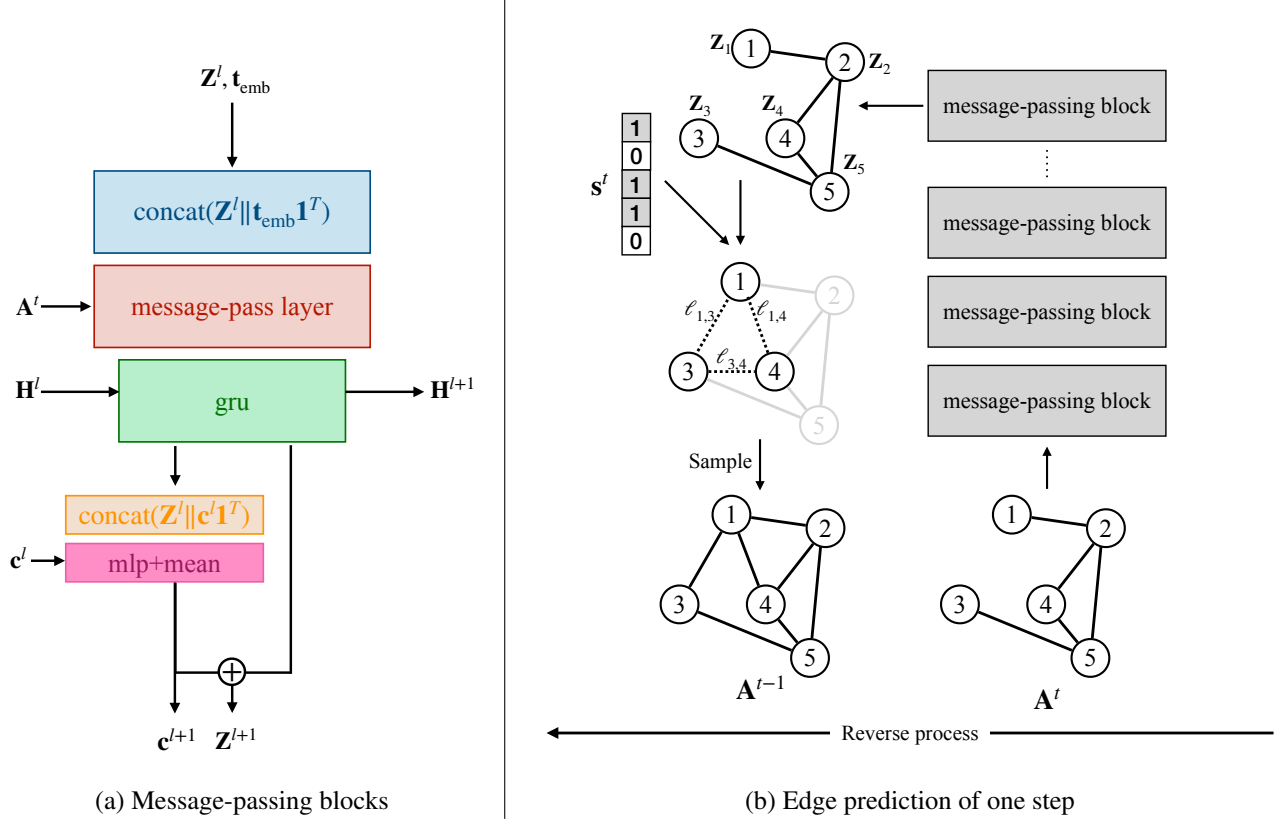 Z^l, t_emb
concat(Z^l||t_emb 1^T)
A^t
message-pass layer
H^l
gru
H^{l+1}
concat(Z^l||c^l 1^T)
c^l
mlp+mean
c^{l+1}
Z^{l+1}
(a) Message-passing blocks
Z_1
1
2
Z_2
Z_3
3
Z_4
4
Z_5
5
s^t
1
0
1
1
0
1
2
ℓ_{1,3}
ℓ_{1,4}
3
ℓ_{3,4}
4
5
Sample
1
2
3
4
5
A^{t−1}
message-passing block
message-passing block
message-passing block
message-passing block
1
2
3
4
5
A^t
Reverse process
(b) Edge prediction of one step